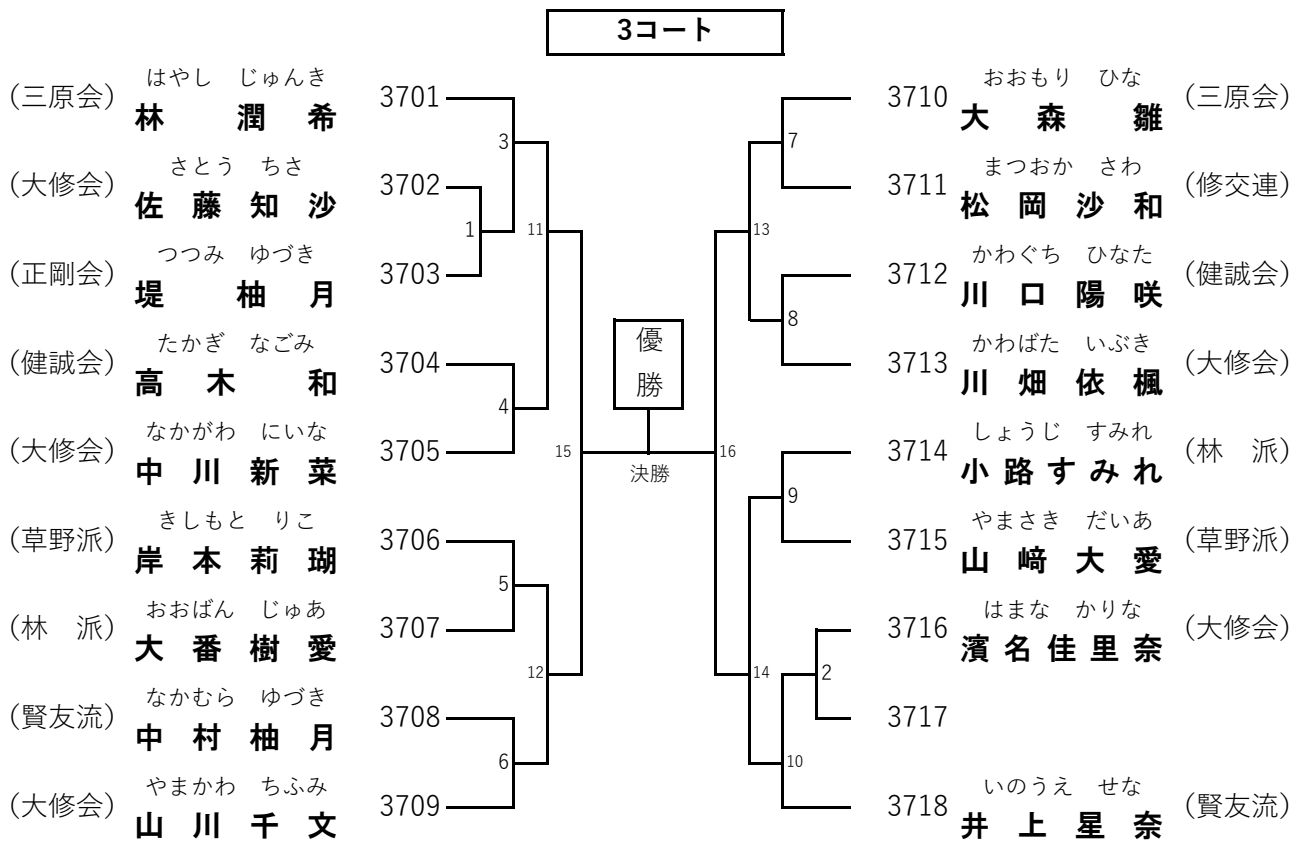 3コート
はやし じゅんき
(三原会) 林 潤 希 3701
さとう ちさ
(大修会) 佐 藤 知 沙 3702
つつみ ゆづき
(正剛会) 堤 柚 月 3703
たかぎ なごみ
(健誠会) 高 木 和 3704
なかがわ にいな
(大修会) 中 川 新 菜 3705
きしもと りこ
(草野派) 岸 本 莉 瑚 3706
おおばん じゅあ
(林 派) 大 番 樹 愛 3707
なかむら ゆづき
(賢友流) 中 村 柚 月 3708
やまかわ ちふみ
(大修会) 山 川 千 文 3709
3
1
11
4
15
5
12
6
優
勝
決勝
7
13
8
16
9
2
14
10
おおもり ひな
3710 大 森 雛 (三原会)
まつおか さわ
3711 松 岡 沙 和 (修交連)
かわぐち ひなた
3712 川 口 陽 咲 (健誠会)
かわばた いぶき
3713 川 畑 依 楓 (大修会)
しょうじ すみれ
3714 小 路 す み れ (林 派)
やまさき だいあ
3715 山 﨑 大 愛 (草野派)
はまな かりな
3716 濱 名 佳 里 奈 (大修会)
3717
いのうえ せな
3718 井 上 星 奈 (賢友流)